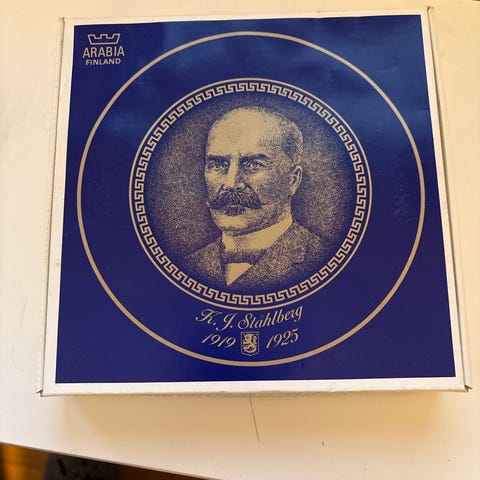 ARABIA
FINLAND
K. J. Ståhlberg
1919 1925